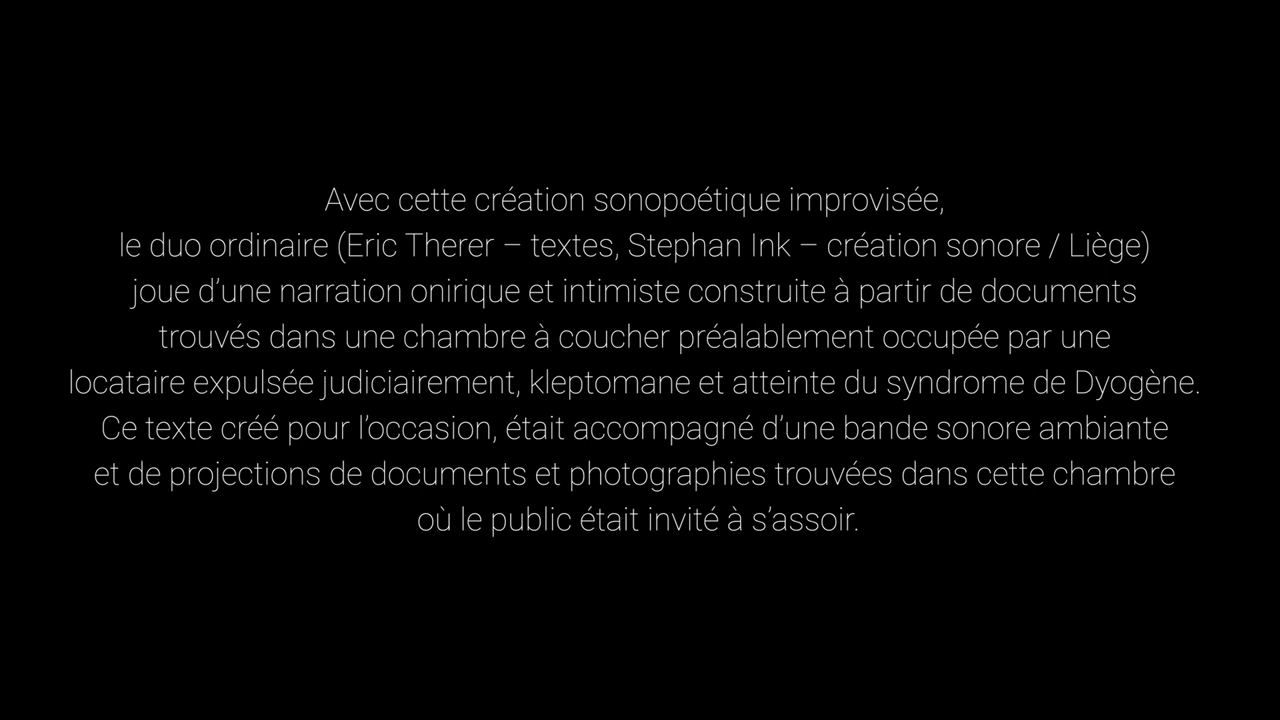 Avec cette création sonopoétique improvisée,
le duo ordinaire (Eric Therer – textes, Stephan Ink – création sonore / Liège)
joue d’une narration onirique et intimiste construite à partir de documents
trouvés dans une chambre à coucher préalablement occupée par une
locataire expulsée judiciairement, kleptomane et atteinte du syndrome de Dyogène.
Ce texte créé pour l’occasion, était accompagné d’une bande sonore ambiante
et de projections de documents et photographies trouvées dans cette chambre
où le public était invité à s’assoir.